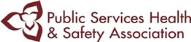 Public Services Health
& Safety Association